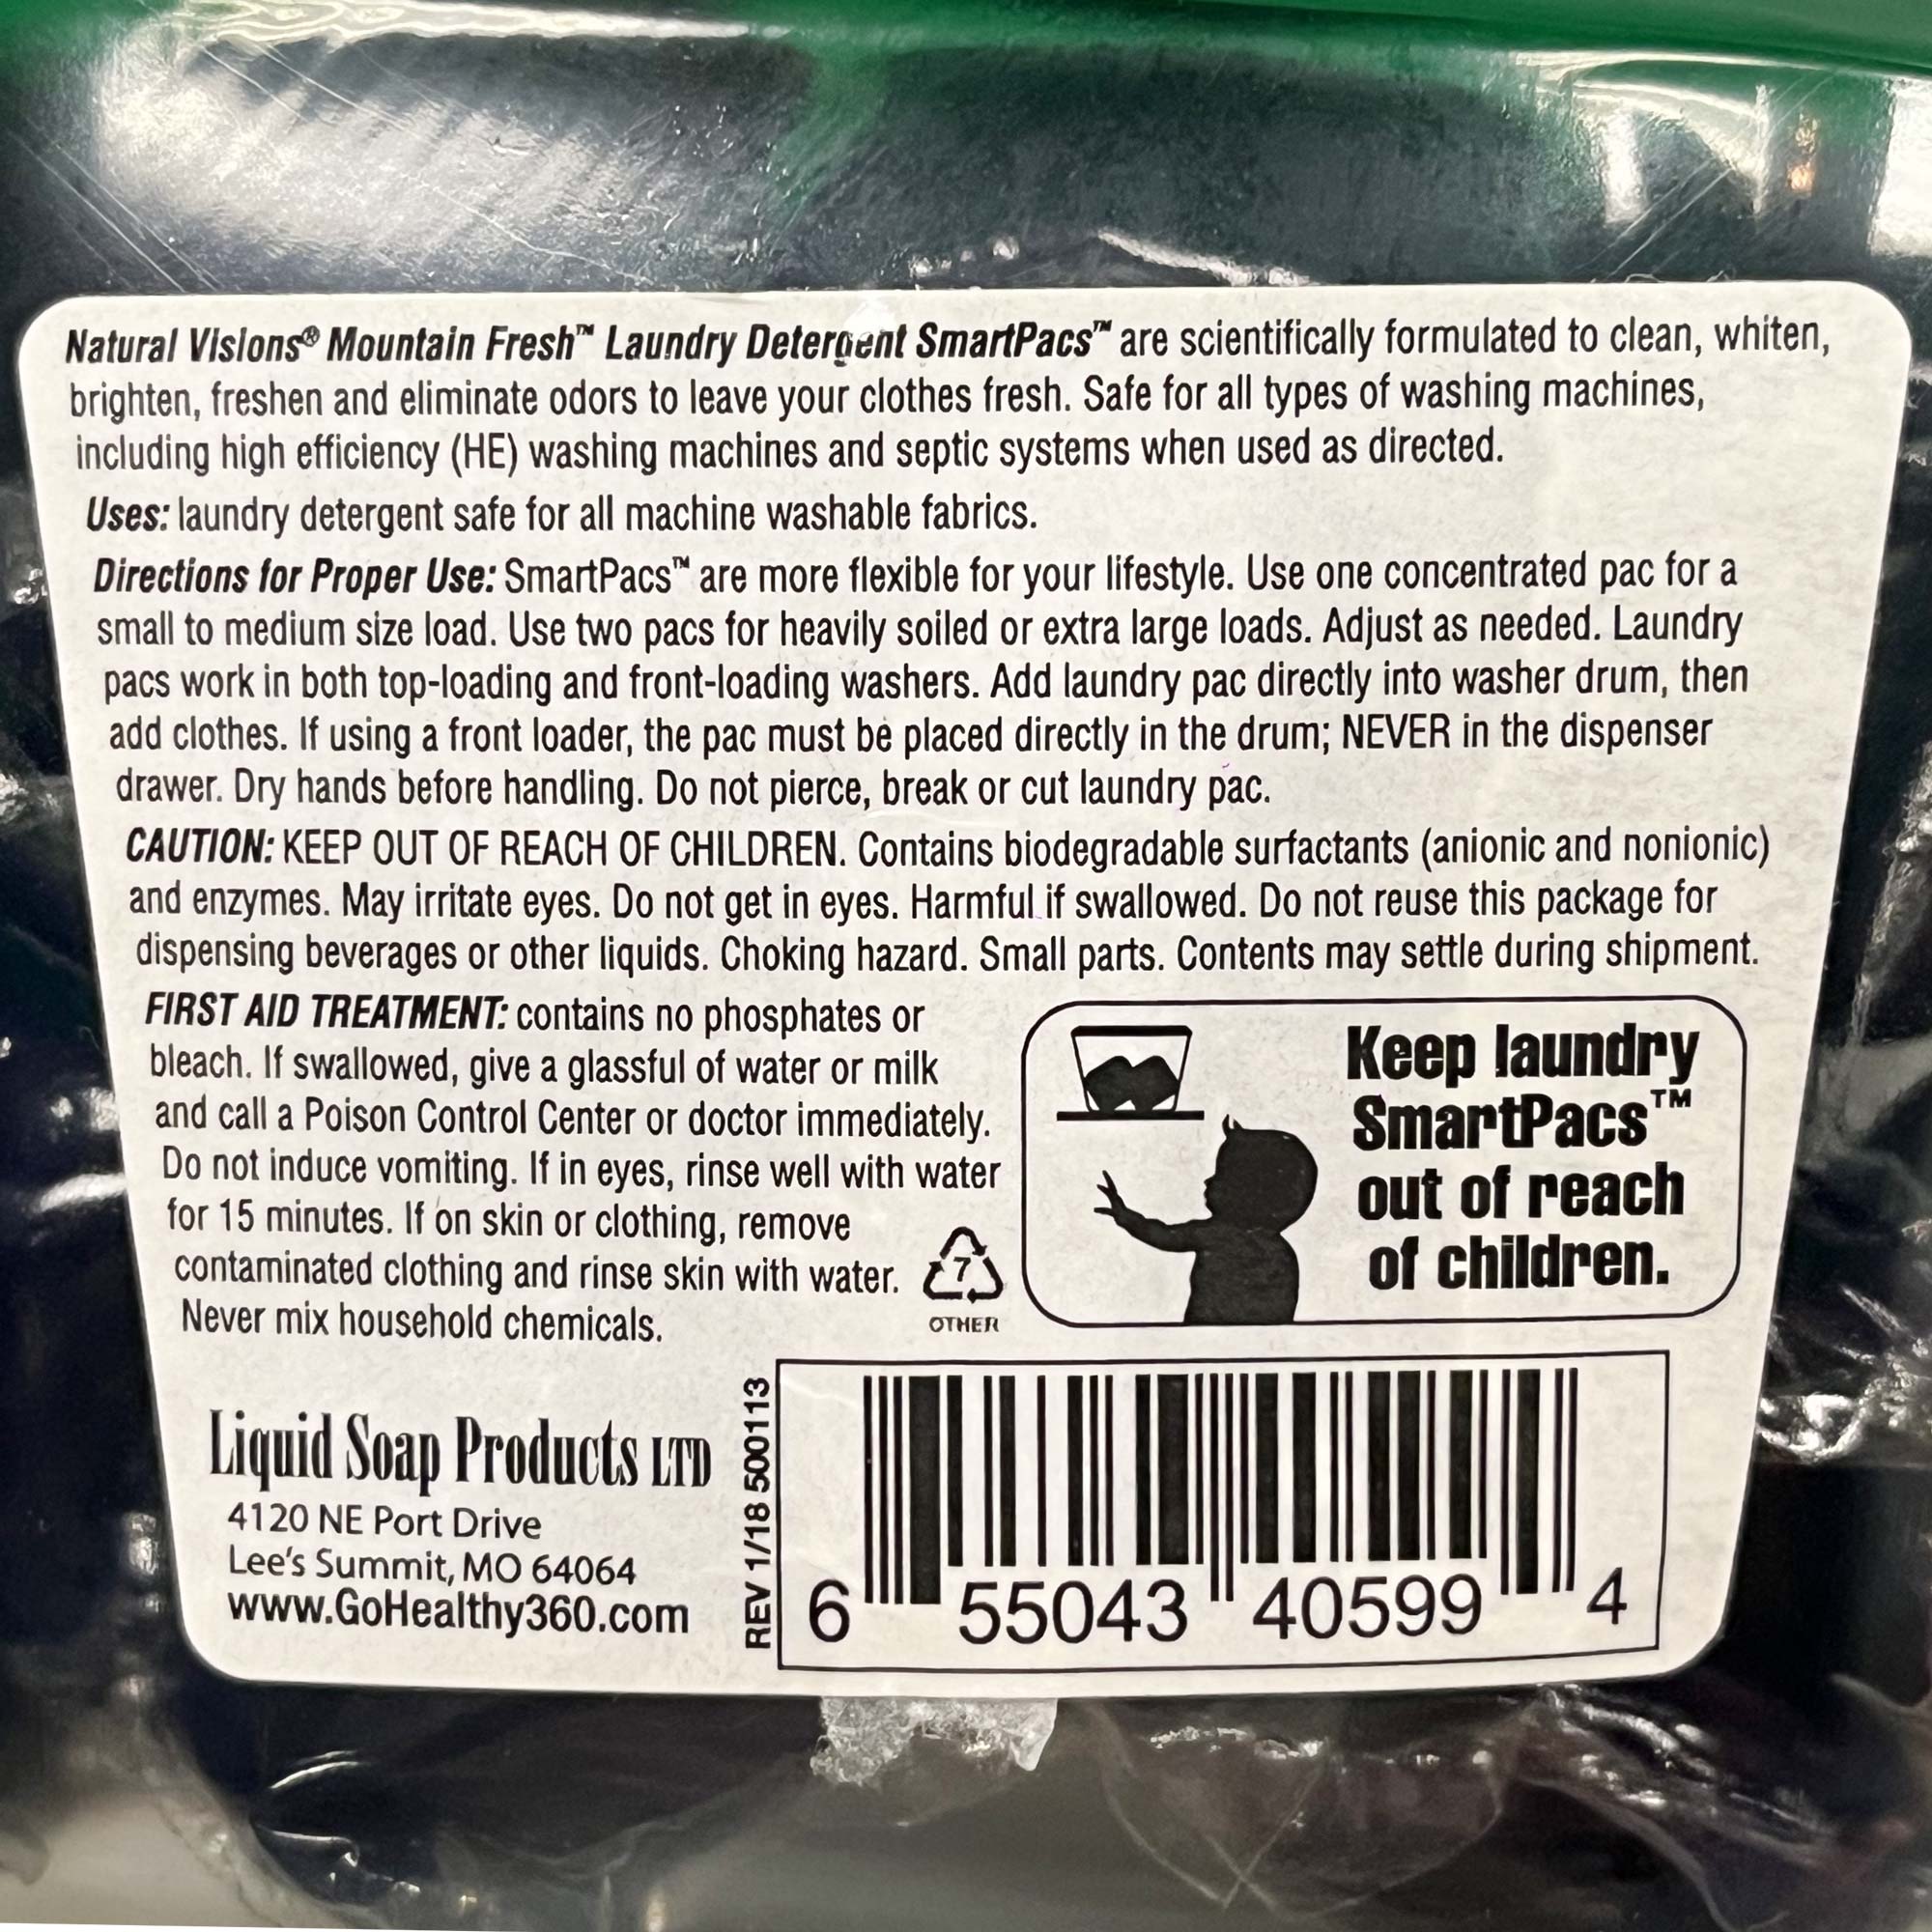 Natural Visions® Mountain Fresh™ Laundry Detergent SmartPacs™ are scientifically formulated to clean, whiten,
brighten, freshen and eliminate odors to leave your clothes fresh. Safe for all types of washing machines,
including high efficiency (HE) washing machines and septic systems when used as directed.
Uses: laundry detergent safe for all machine washable fabrics.
Directions for Proper Use: SmartPacs™ are more flexible for your lifestyle. Use one concentrated pac for a
small to medium size load. Use two pacs for heavily soiled or extra large loads. Adjust as needed. Laundry
pacs work in both top-loading and front-loading washers. Add laundry pac directly into washer drum, then
add clothes. If using a front loader, the pac must be placed directly in the drum; NEVER in the dispenser
drawer. Dry hands before handling. Do not pierce, break or cut laundry pac.
CAUTION: KEEP OUT OF REACH OF CHILDREN. Contains biodegradable surfactants (anionic and nonionic)
and enzymes. May irritate eyes. Do not get in eyes. Harmful if swallowed. Do not reuse this package for
dispensing beverages or other liquids. Choking hazard. Small parts. Contents may settle during shipment.
FIRST AID TREATMENT: contains no phosphates or
bleach. If swallowed, give a glassful of water or milk
and call a Poison Control Center or doctor immediately.
Do not induce vomiting. If in eyes, rinse well with water
for 15 minutes. If on skin or clothing, remove
contaminated clothing and rinse skin with water.
Never mix household chemicals.
7
OTHER
Keep laundry
SmartPacs™
out of reach
of children.
Liquid Soap Products LTD
4120 NE Port Drive
Lee's Summit, MO 64064
www.GoHealthy360.com
REV 1/18 500113
6 55043 40599 4